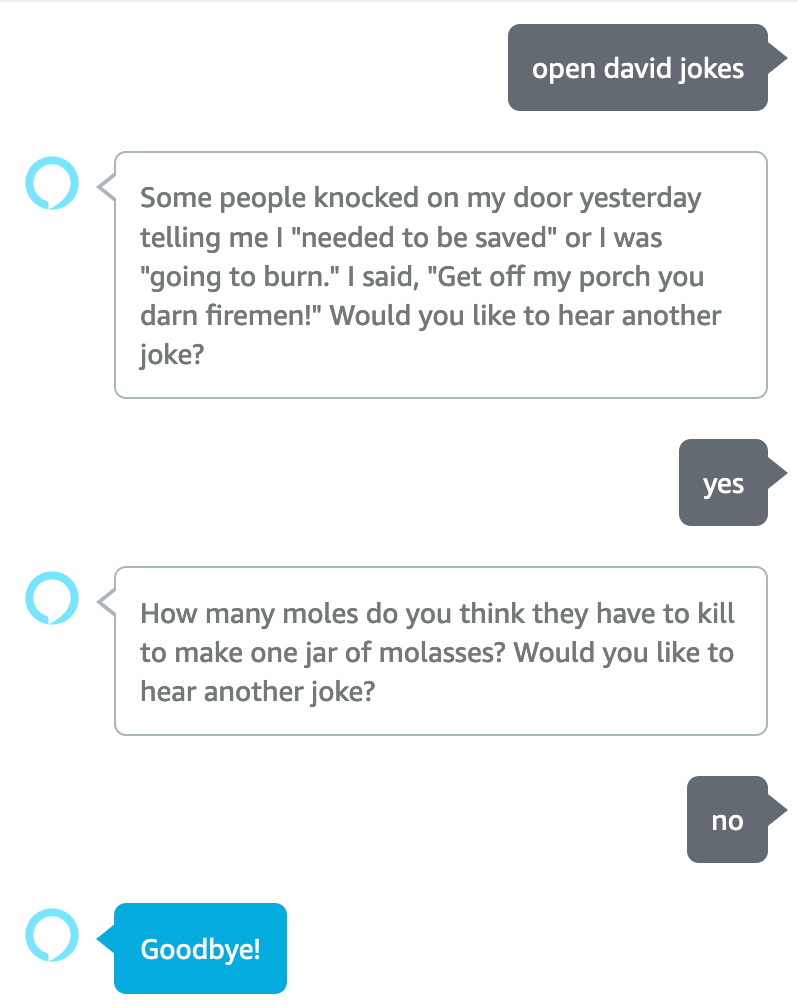 open david jokes
Some people knocked on my door yesterday
telling me I "needed to be saved" or I was
"going to burn." I said, "Get off my porch you
darn firemen!" Would you like to hear another
joke?
yes
How many moles do you think they have to kill
to make one jar of molasses? Would you like to
hear another joke?
no
Goodbye!